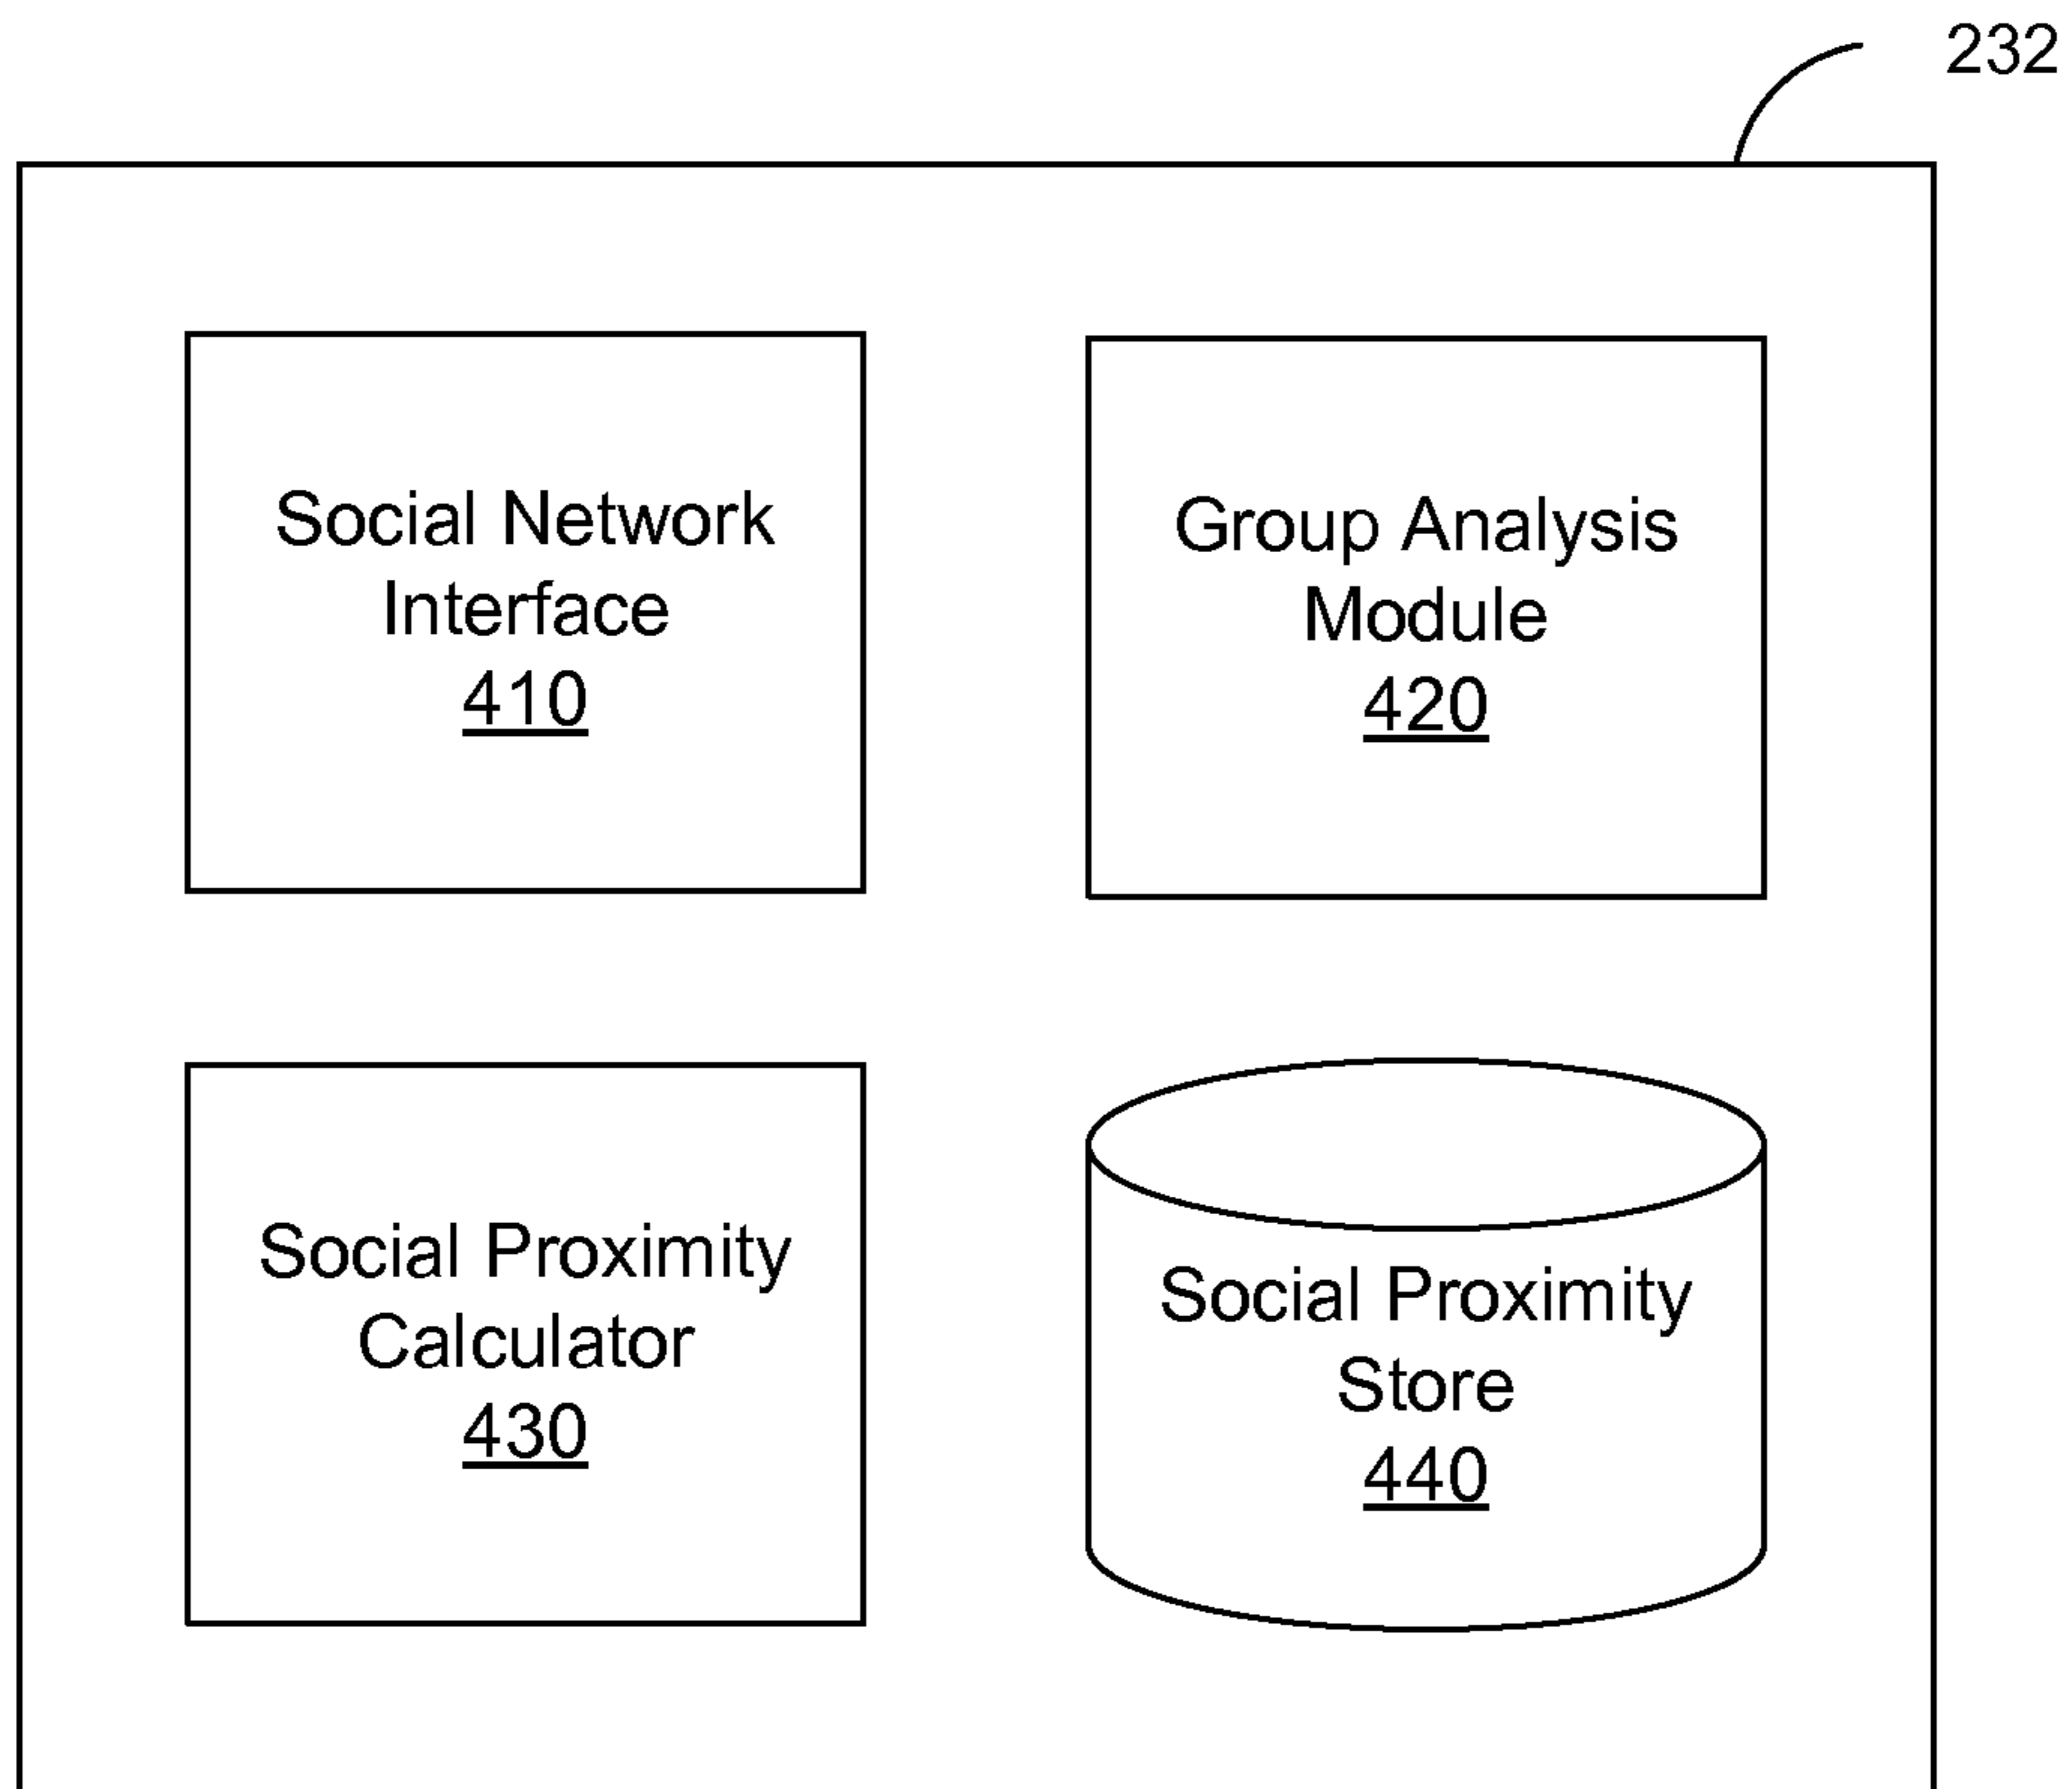 232
Social Network
Interface
410
Group Analysis
Module
420
Social Proximity
Calculator
430
Social Proximity
Store
440